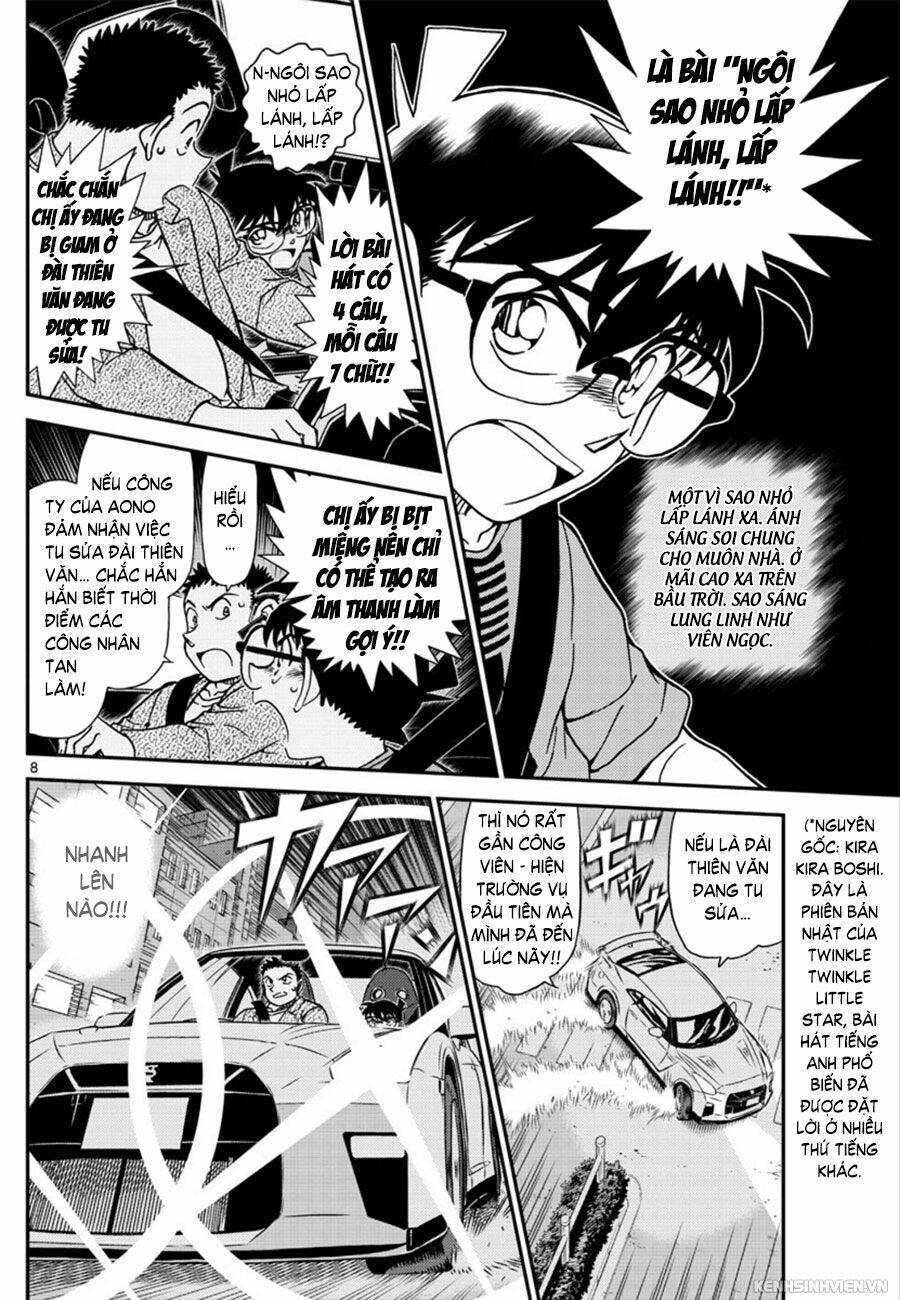 LÀ BÀI "NGÔI
SAO NHỎ LẤP
LÁNH, LẤP
LÁNH!!"*
MỘT VÌ SAO NHỎ
LẤP LÁNH XA. ÁNH
SÁNG SOI CHUNG
CHO MUÔN NHÀ. Ở
MÃI CAO XA TRÊN
BẦU TRỜI. SAO SÁNG
LUNG LINH NHƯ
VIÊN NGỌC.
N-NGÔI SAO
NHỎ LẤP
LÁNH, LẤP
LÁNH!?
LỜI BÀI
HÁT CÓ
4 CÂU,
MỖI CÂU
7 CHỮ!!
CHẮC CHẮN
CHỊ ẤY ĐANG
BỊ GIAM Ở
ĐÀI THIÊN
VĂN ĐANG
ĐƯỢC TU
SỬA!
CHỊ ẤY BỊ BỊT
MIỆNG NÊN CHỈ
CÓ THỂ TẠO RA
ÂM THANH LÀM
GỢI Ý!!
HIỂU
RỒI
...
NẾU CÔNG
TY CỦA AONO
ĐẢM NHẬN VIỆC
TU SỬA ĐÀI THIÊN
VĂN... CHẮC HẲN
HẮN BIẾT THỜI
ĐIỂM CÁC
CÔNG NHÂN
TAN
LÀM!
8
NẾU LÀ ĐÀI
THIÊN VĂN
ĐANG TU
SỬA...
THÌ NÓ RẤT
GẦN CÔNG
VIÊN - HIỆN
TRƯỜNG VỤ
ĐẦU TIÊN MÀ
MÌNH ĐÃ ĐẾN
LÚC NÃY!!
NHANH
LÊN
NÀO!!!
(*NGUYÊN
GỐC: KIRA
KIRA BOSHI.
ĐÂY LÀ
PHIÊN BẢN
NHẬT CỦA
TWINKLE
TWINKLE
LITTLE
STAR, BÀI
HÁT TIẾNG
ANH PHỔ
BIẾN ĐÃ
ĐƯỢC ĐẶT
LỜI Ở NHIỀU
THỨ TIẾNG
KHÁC.
KENHSINHVIEN.VN